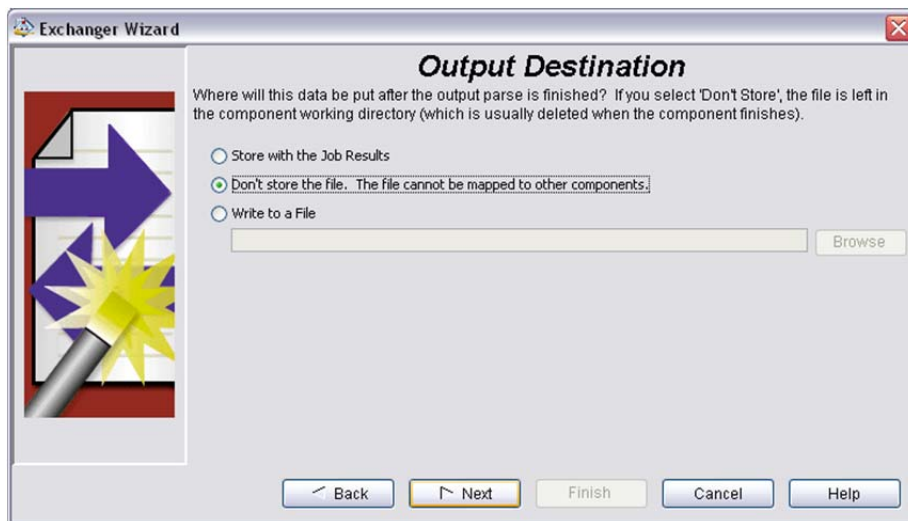 Exchanger Wizard
Output Destination
Where will this data be put after the output parse is finished? If you select 'Don't Store', the file is left in
the component working directory (which is usually deleted when the component finishes).
Store with the Job Results
Don't store the file. The file cannot be mapped to other components.
Write to a File
Browse
Back
Next
Finish
Cancel
Help